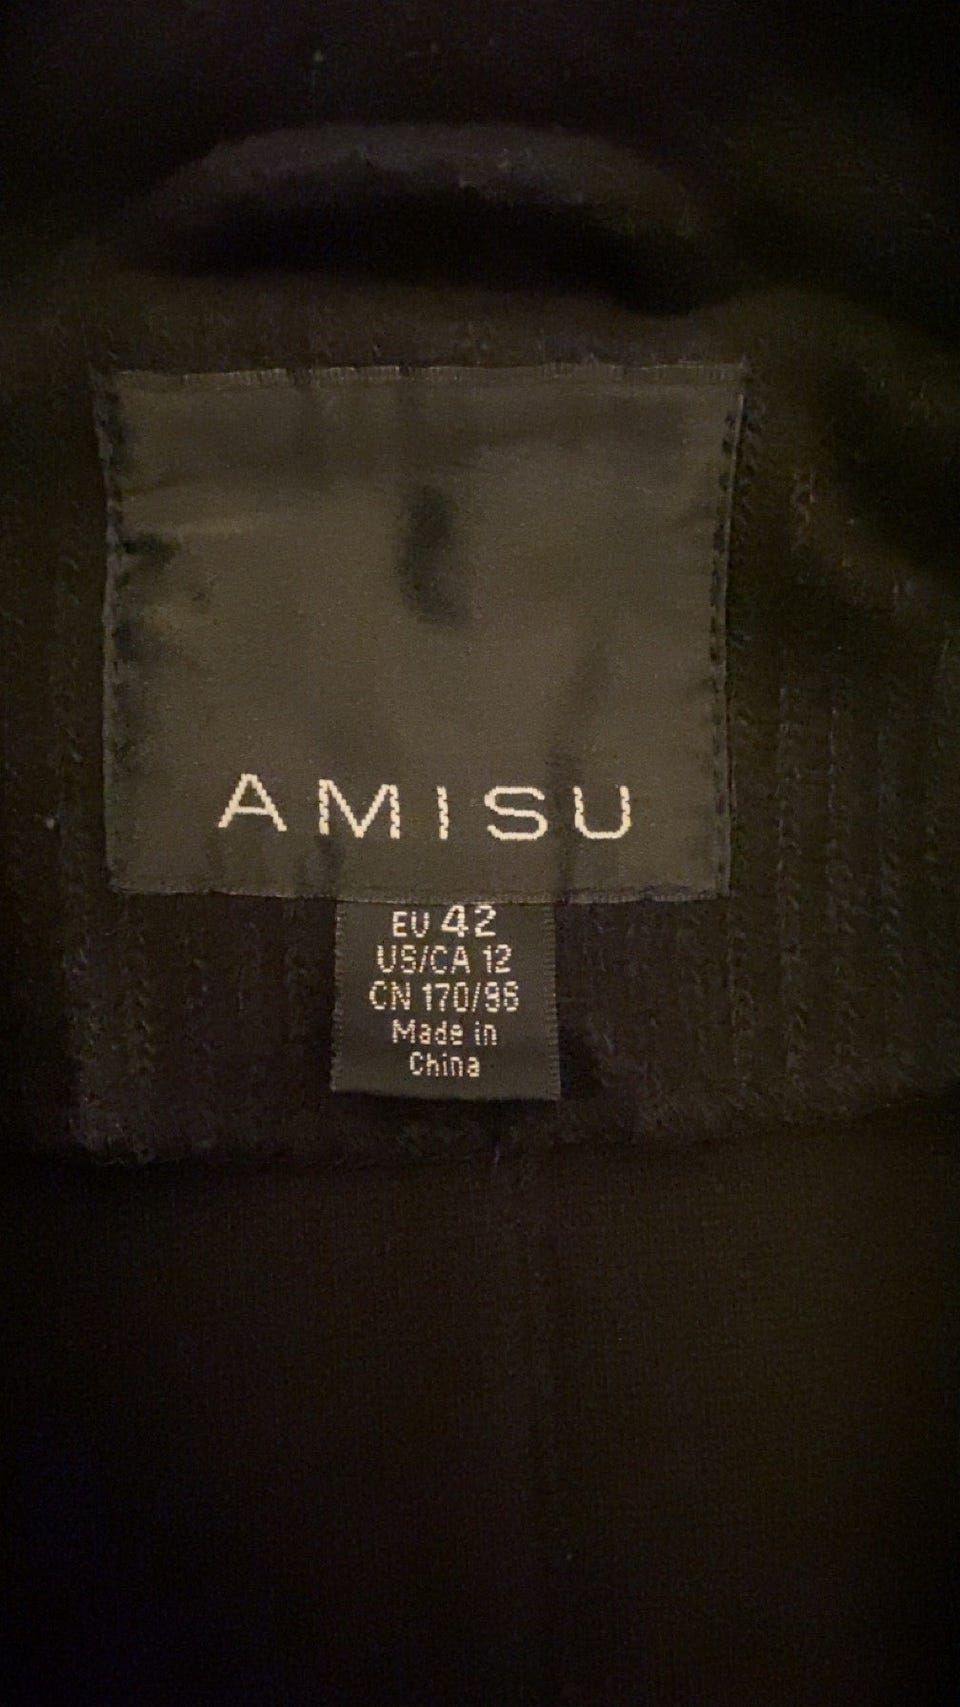 AMISU
EU 42
US/CA 12
CN 170/96
Made in
China